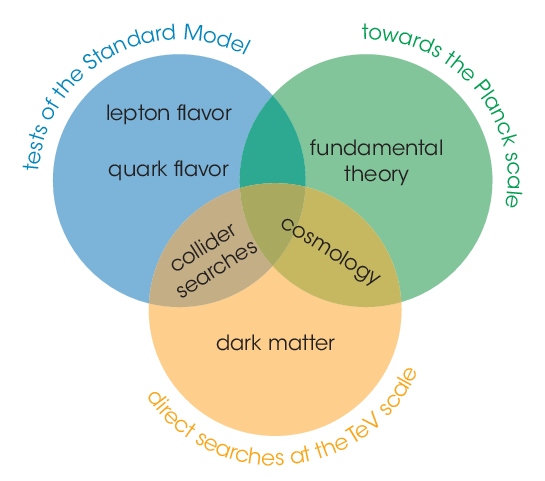 tests of the Standard Model
towards the Planck scale
lepton flavor
quark flavor
fundamental
theory
collider
searches
cosmology
dark matter
direct searches at the TeV scale